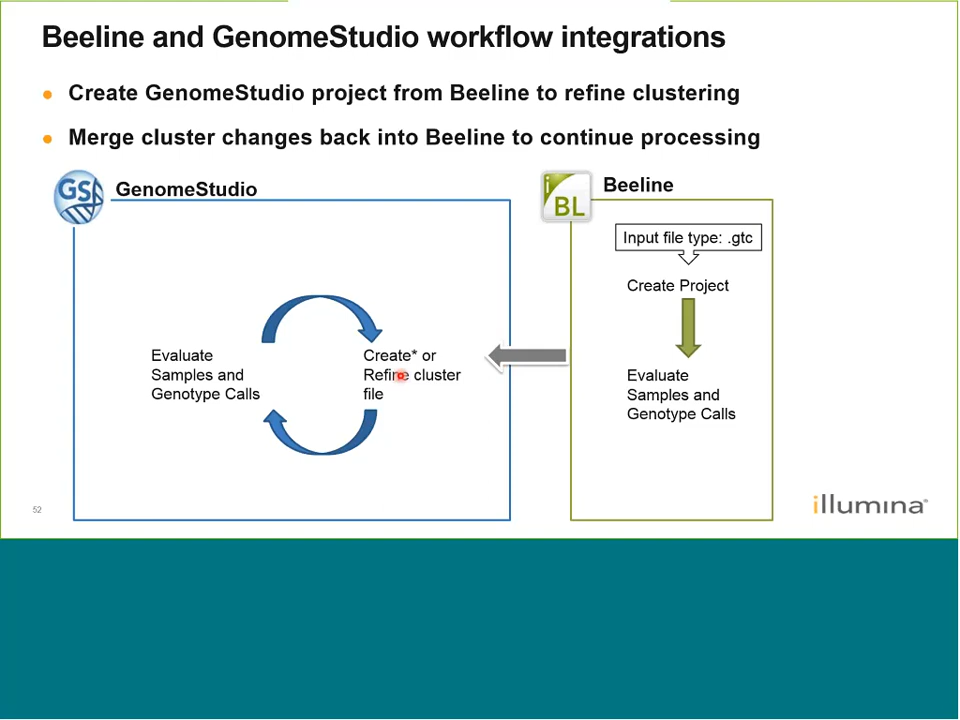 Beeline and GenomeStudio workflow integrations
Create GenomeStudio project from Beeline to refine clustering
Merge cluster changes back into Beeline to continue processing
GS
GenomeStudio
Evaluate
Samples and
Genotype Calls
Create* or
Refine cluster
file
i
BL
Beeline
Input file type: .gtc
Create Project
Evaluate
Samples and
Genotype Calls
52
illumina®